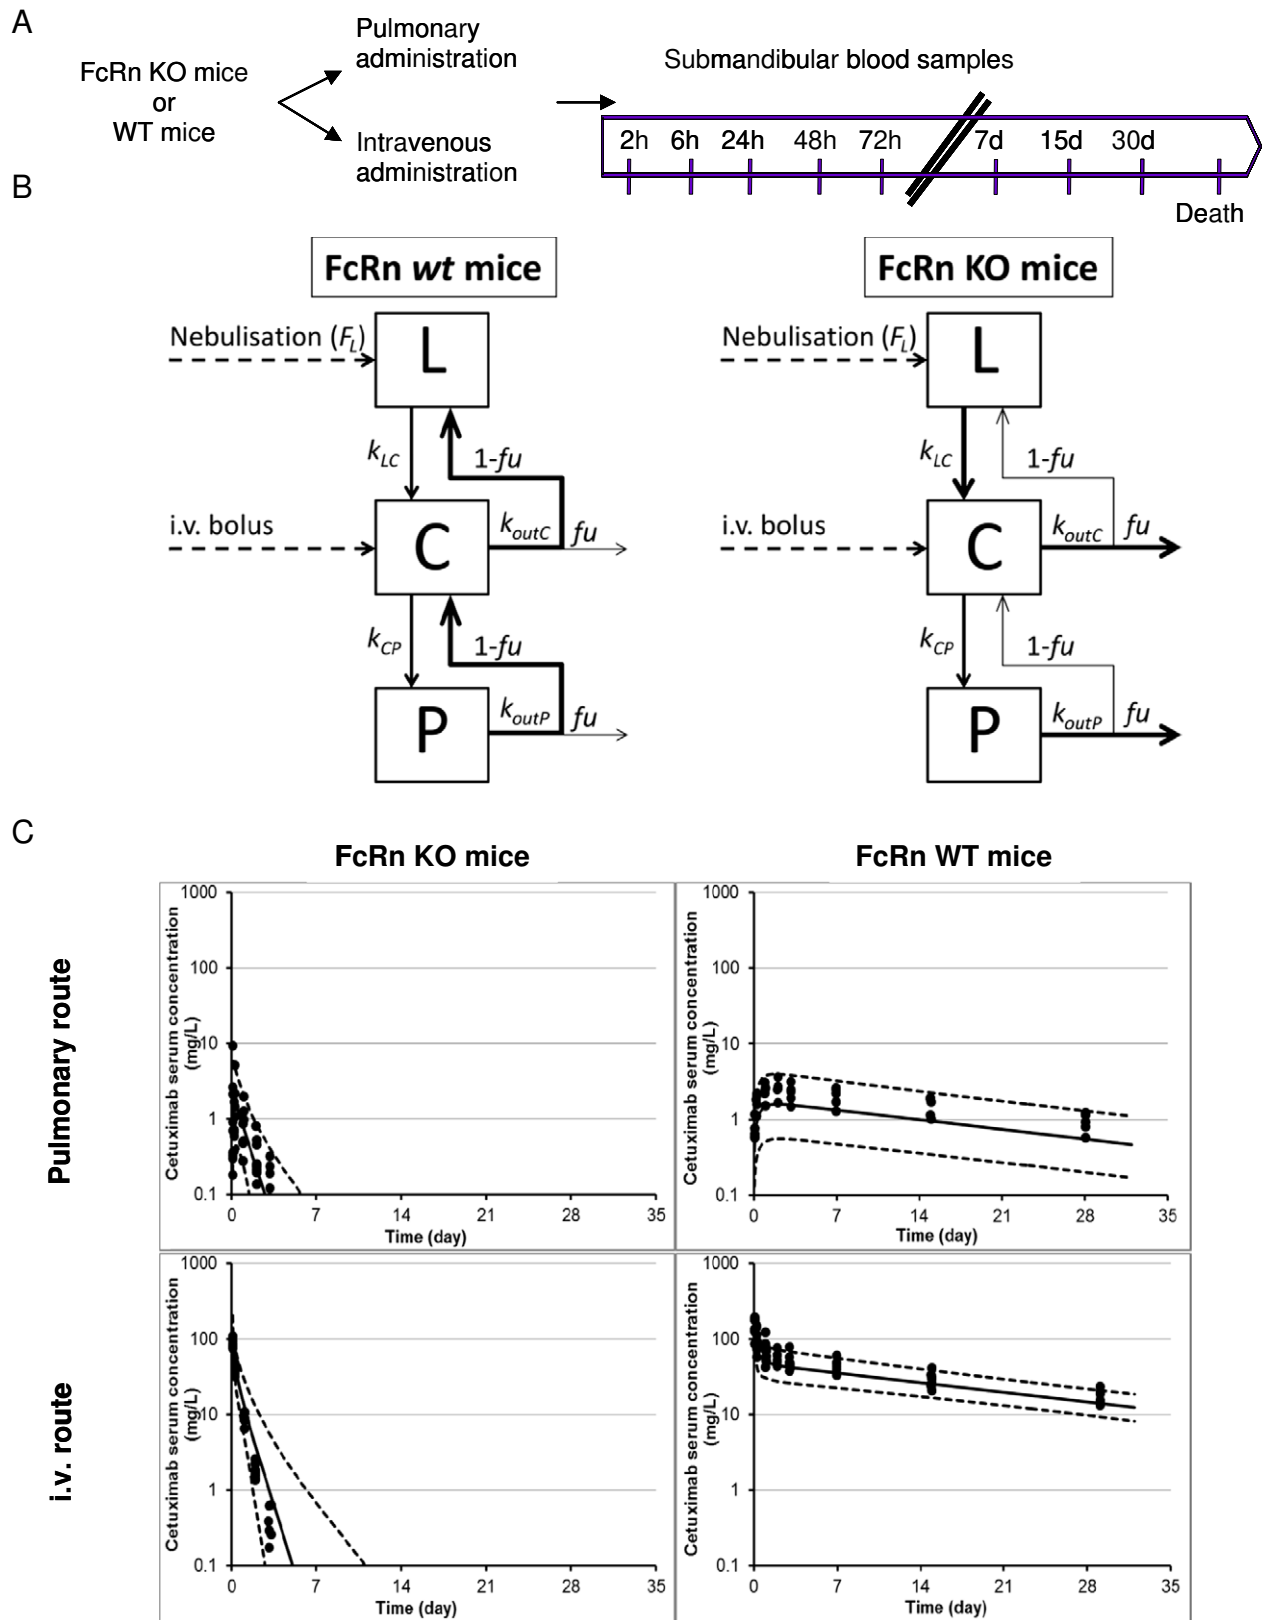 A
Pulmonary
administration
FcRn KO mice
or
WT mice
Intravenous
administration
Submandibular blood samples
2h 6h 24h 48h 72h 7d 15d 30d
Death
B
FcRn wt mice
Nebulisation (FL)
L
kLC
1-fu
i.v. bolus
C
koutC
fu
kCP
1-fu
P
koutP
fu
FcRn KO mice
Nebulisation (FL)
L
kLC
1-fu
i.v. bolus
C
koutC
fu
kCP
1-fu
P
koutP
fu
C
FcRn KO mice
FcRn WT mice
Pulmonary route
Cetuximab serum concentration
(mg/L)
1000
100
10
1
0.1
0 7 14 21 28 35
Time (day)
Cetuximab serum concentration
(mg/L)
1000
100
10
1
0.1
0 7 14 21 28 35
Time (day)
i.v. route
Cetuximab serum concentration
(mg/L)
1000
100
10
1
0.1
0 7 14 21 28 35
Time (day)
Cetuximab serum concentration
(mg/L)
1000
100
10
1
0.1
0 7 14 21 28 35
Time (day)